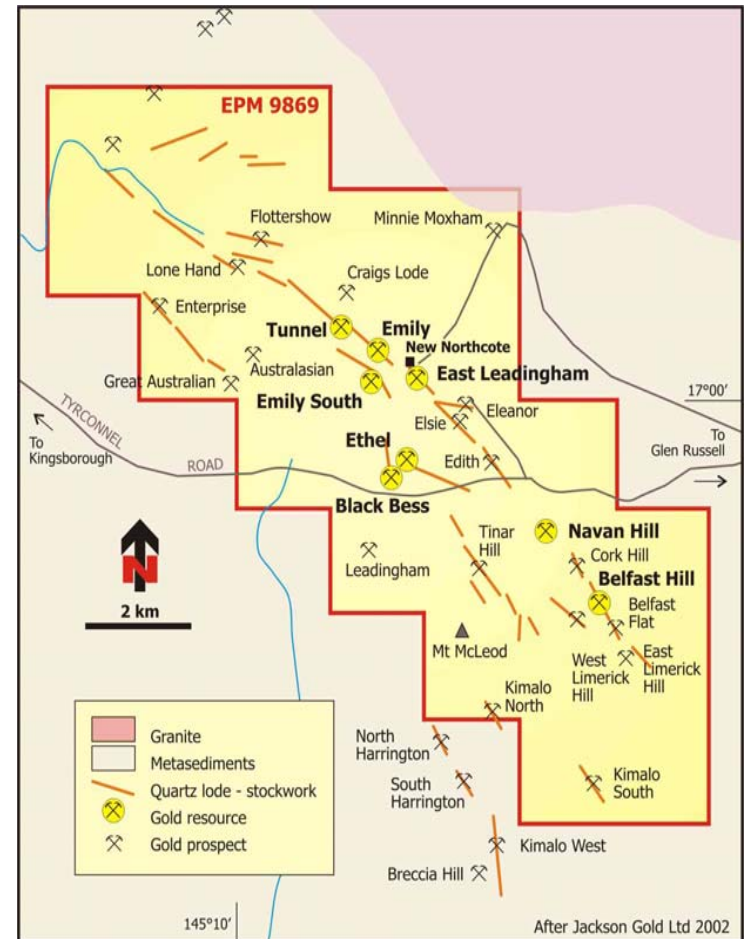 EPM 9869
Flottershow
Minnie Moxham
Lone Hand
Craigs Lode
Enterprise
Tunnel
Emily
New Northcote
Australasian
East Leadingham
Great Australian
Emily South
17°00'
TYRCONNEL
ROAD
Eleanor
Elsie
To
Kingsborough
Ethel
Edith
To
Glen Russell
Black Bess
Tinar
Hill
Navan Hill
Cork Hill
Leadingham
N
Belfast Hill
2 km
Belfast
Flat
Mt McLeod
West
Limerick
Hill
East
Limerick
Hill
Kimalo
North
Granite
Metasediments
Quartz lode - stockwork
Gold resource
Gold prospect
North
Harrington
South
Harrington
Kimalo
South
Kimalo West
Breccia Hill
145°10'
After Jackson Gold Ltd 2002